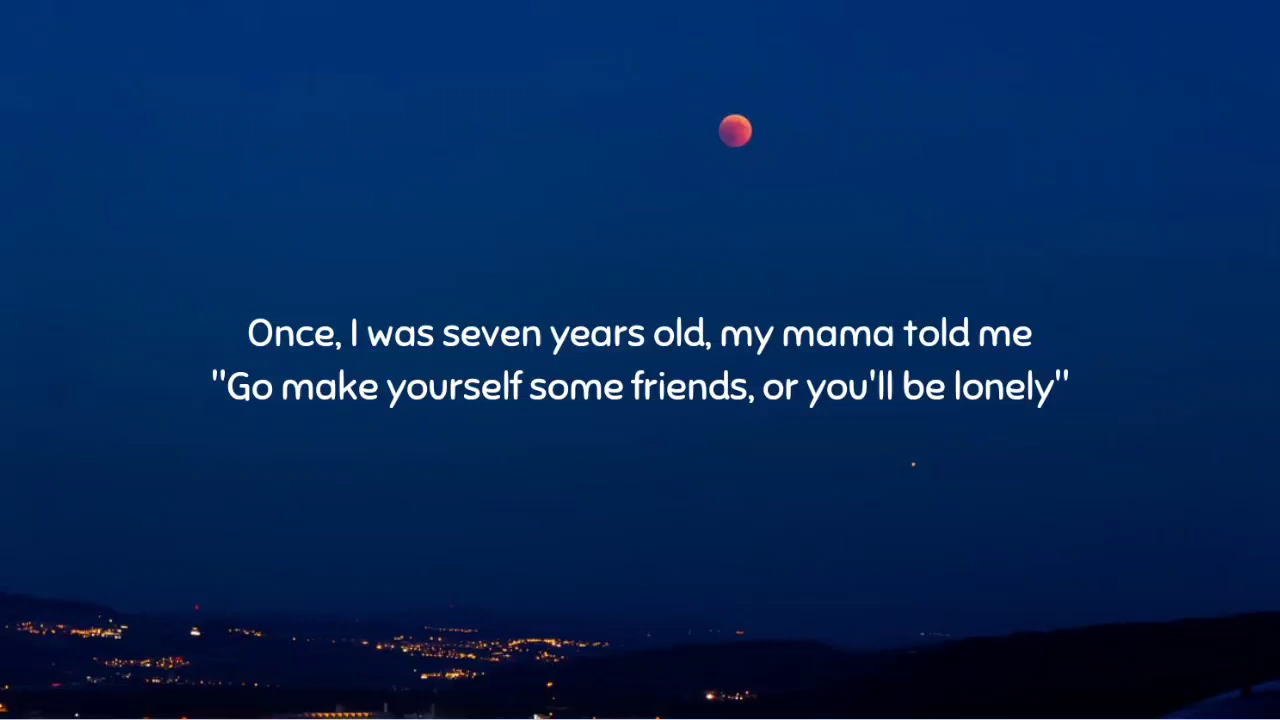 Once, I was seven years old, my mama told me
"Go make yourself some friends, or you'll be lonely"